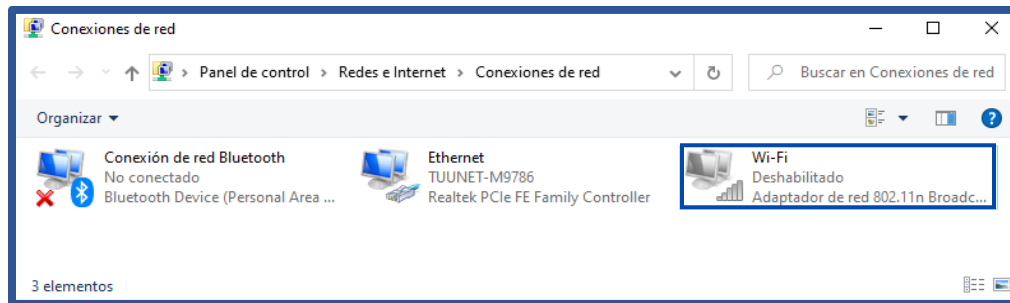 Conexiones de red
Panel de control > Redes e Internet > Conexiones de red
Buscar en Conexiones de red
Organizar
Conexión de red Bluetooth
No conectado
Bluetooth Device (Personal Area ...
Ethernet
TUUNET-M9786
Realtek PCIe FE Family Controller
Wi-Fi
Deshabilitado
Adaptador de red 802.11n Broadc...
3 elementos